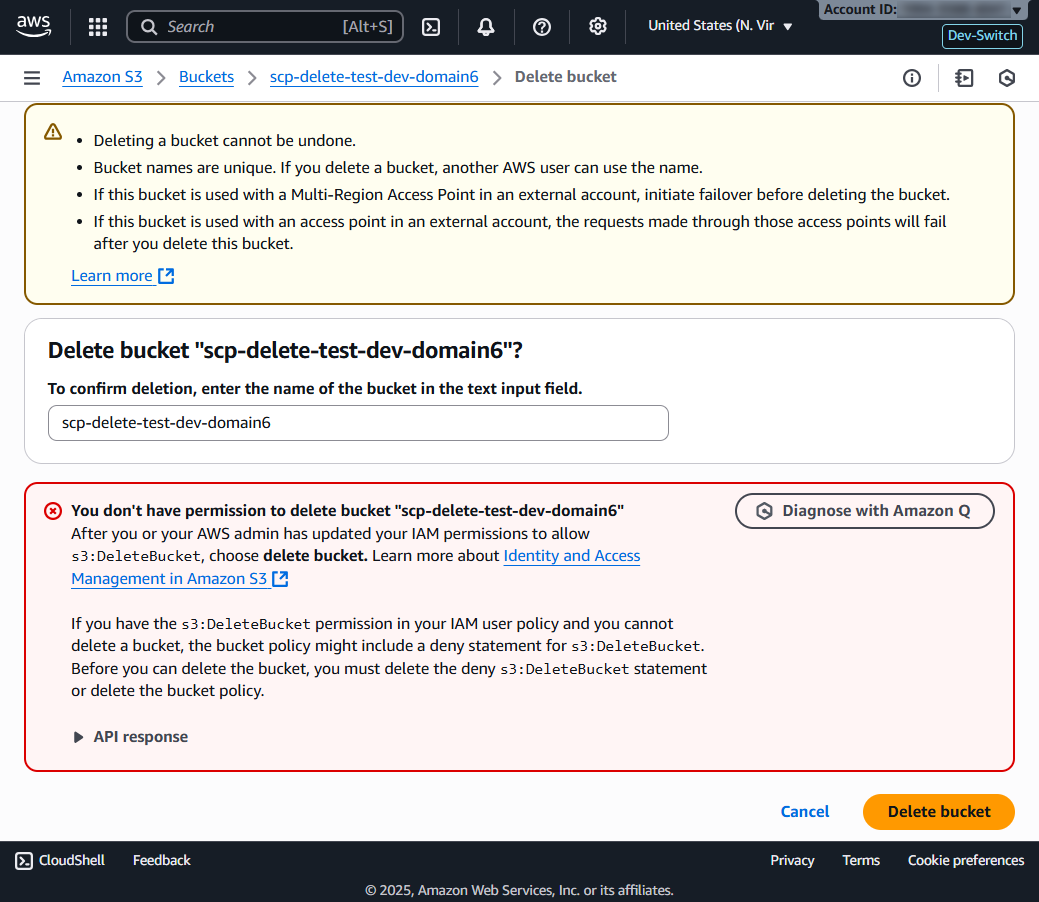 aws
Search [Alt+S]
United States (N. Vir
Account ID:
Dev-Switch
Amazon S3
Buckets
scp-delete-test-dev-domain6
Delete bucket
Deleting a bucket cannot be undone.
Bucket names are unique. If you delete a bucket, another AWS user can use the name.
If this bucket is used with a Multi-Region Access Point in an external account, initiate failover before deleting the bucket.
If this bucket is used with an access point in an external account, the requests made through those access points will fail
after you delete this bucket.
Learn more
Delete bucket "scp-delete-test-dev-domain6"?
To confirm deletion, enter the name of the bucket in the text input field.
scp-delete-test-dev-domain6
You don't have permission to delete bucket "scp-delete-test-dev-domain6"
Diagnose with Amazon Q
After you or your AWS admin has updated your IAM permissions to allow
s3:DeleteBucket, choose delete bucket. Learn more about Identity and Access
Management in Amazon S3
If you have the s3:DeleteBucket permission in your IAM user policy and you cannot
delete a bucket, the bucket policy might include a deny statement for s3:DeleteBucket.
Before you can delete the bucket, you must delete the deny s3:DeleteBucket statement
or delete the bucket policy.
API response
Cancel
Delete bucket
CloudShell
Feedback
Privacy
Terms
Cookie preferences
© 2025, Amazon Web Services, Inc. or its affiliates.